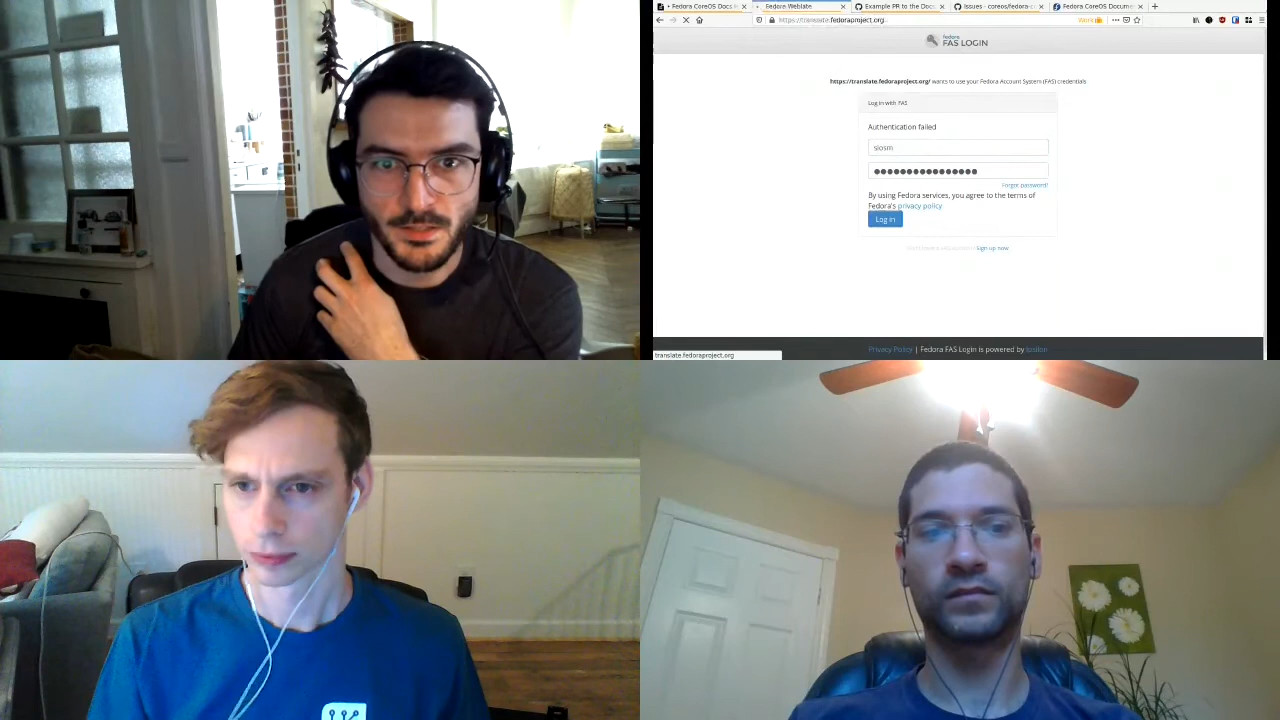 Fedora CoreOS Docs
Fedora Weblate
Example PR to the Docs
Issues · coreos/fedora-c
Fedora CoreOS Documen
https://translate.fedoraproject.org
Work
fedora
FAS LOGIN
https://translate.fedoraproject.org/ wants to use your Fedora Account System (FAS) credentials
Log in with FAS
Authentication failed
siosm
Forgot password?
By using Fedora services, you agree to the terms of
Fedora's privacy policy
Log in
Sign up now
Privacy Policy | Fedora FAS Login is powered by Ipsilon
translate.fedoraproject.org